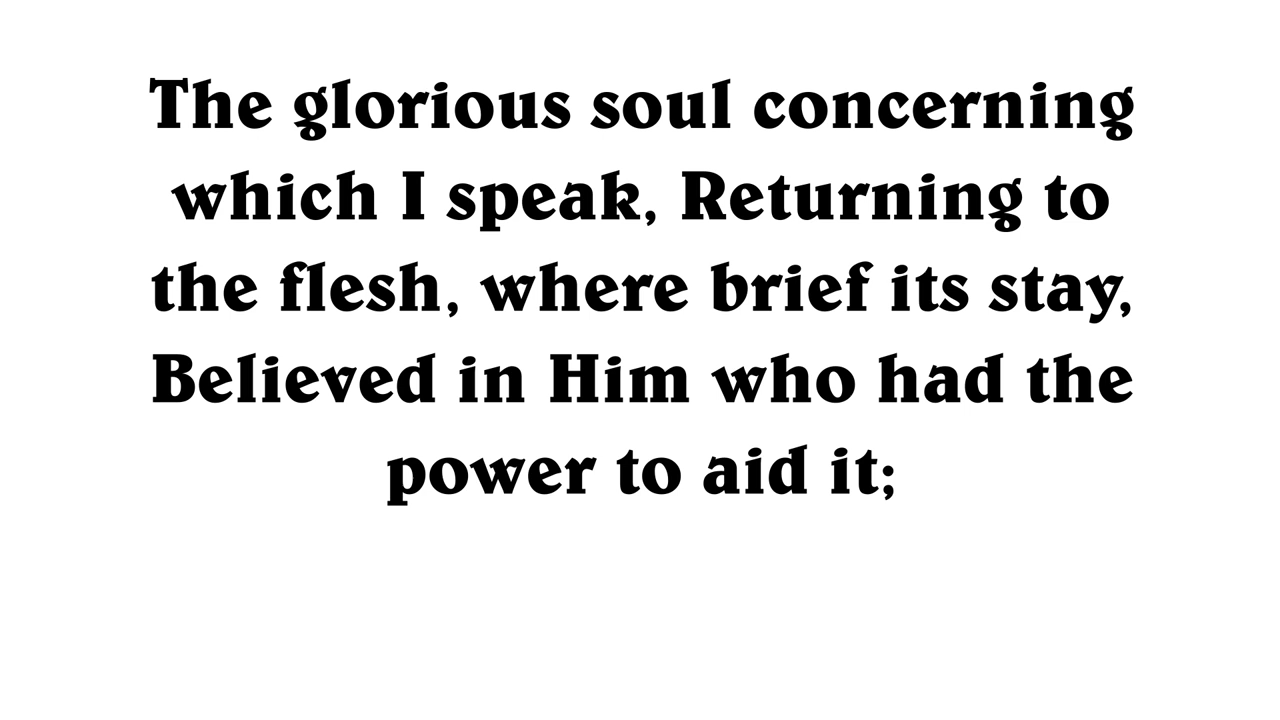 The glorious soul concerning
which I speak, Returning to
the flesh, where brief its stay,
Believed in Him who had the
power to aid it;